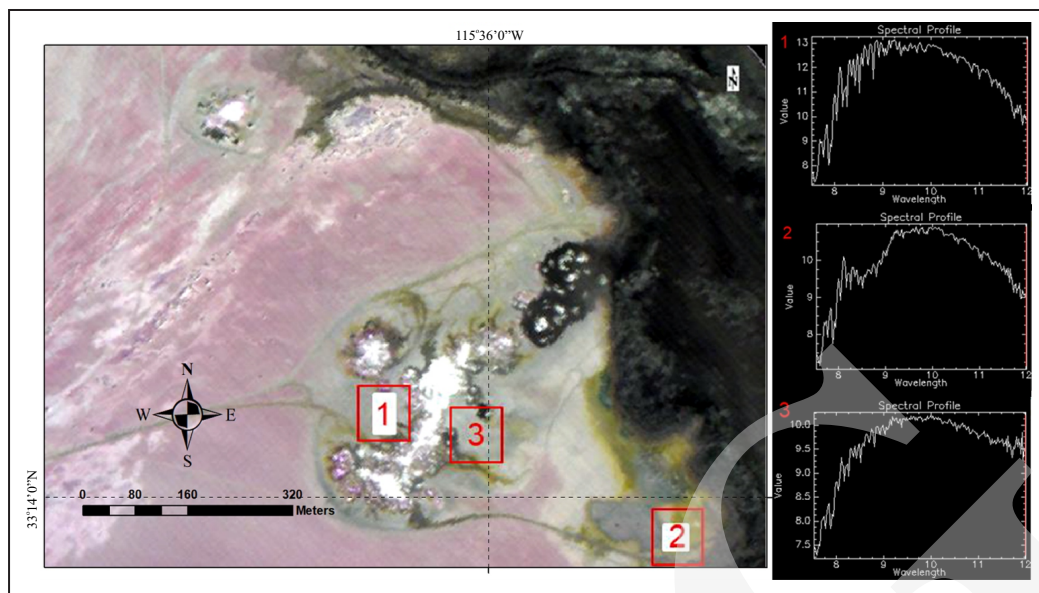 115°36'0"W
N
1
3
2
N
W E
S
0 80 160 320
Meters
33°14'0"N
1
Spectral Profile
13
12
11
10
9
8
Value
8 9 10 11 12
Wavelength
2
Spectral Profile
10
9
8
Value
8 9 10 11 12
Wavelength
3
Spectral Profile
10.0
9.5
9.0
8.5
8.0
7.5
Value
8 9 10 11 12
Wavelength